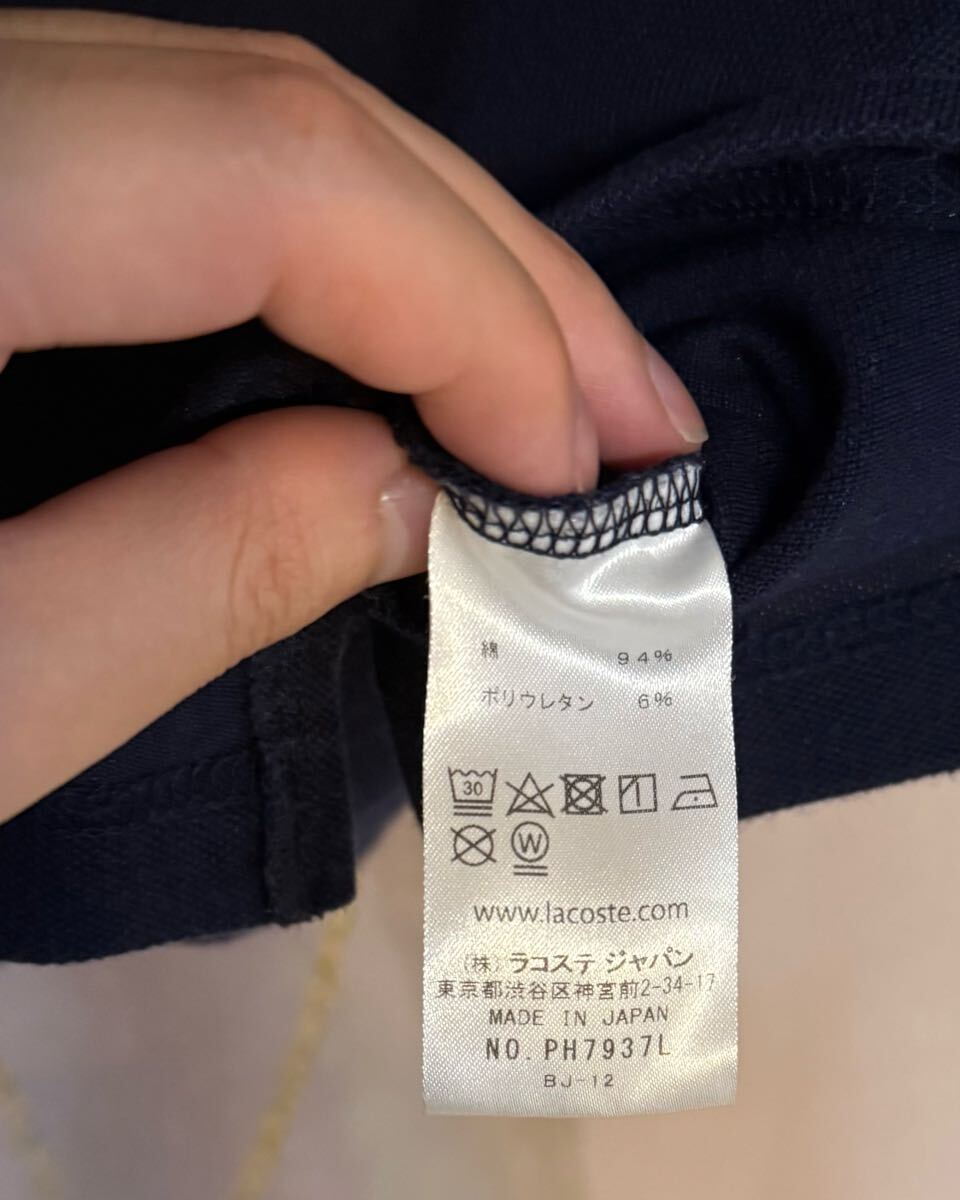 綿 94%
ポリウレタン 6%
30
W
www.lacoste.com
(株) ラコステ ジャパン
東京都渋谷区神宮前2-34-17
MADE IN JAPAN
NO. PH7937L
BJ-12